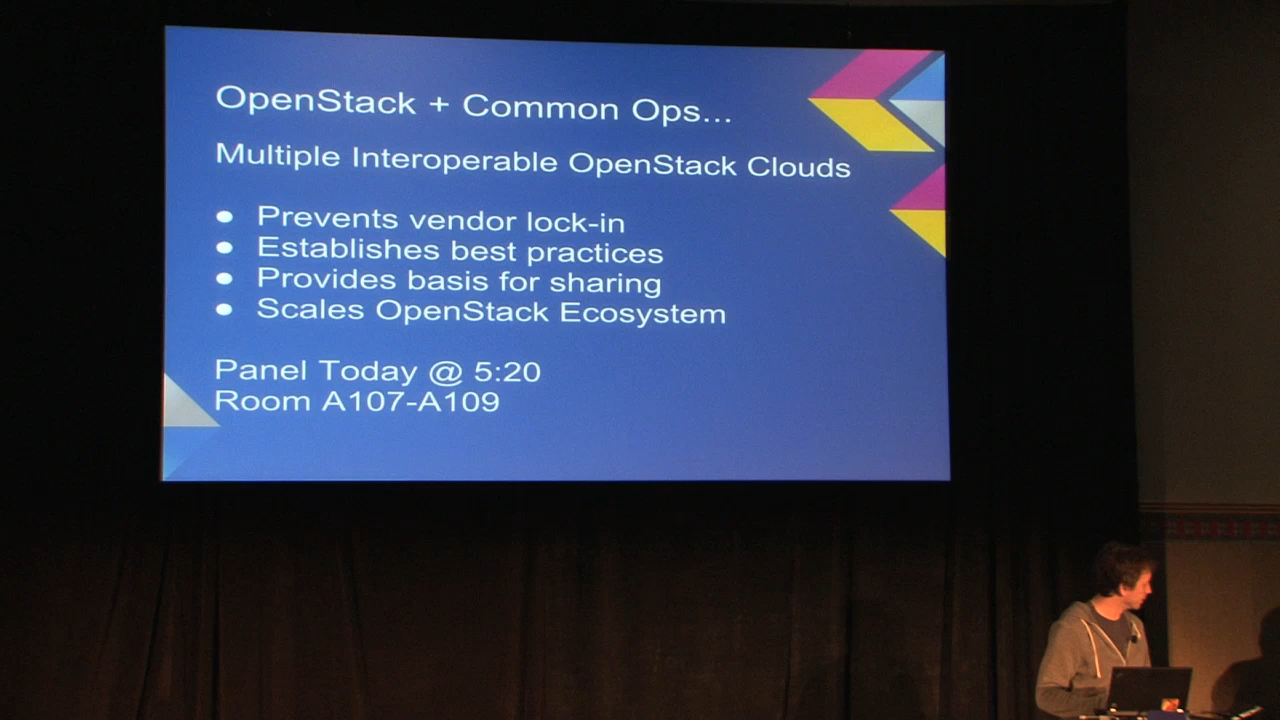 OpenStack + Common Ops...
Multiple Interoperable OpenStack Clouds
● Prevents vendor lock-in
● Establishes best practices
● Provides basis for sharing
● Scales OpenStack Ecosystem
Panel Today @ 5:20
Room A107-A109